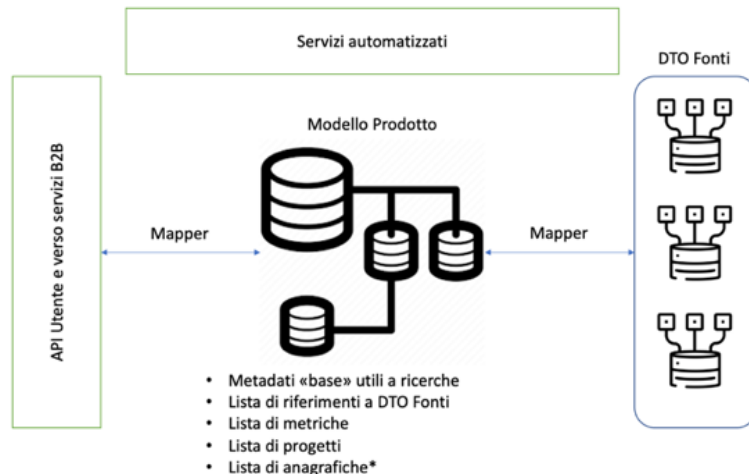 Servizi automatizzati
DTO Fonti
Modello Prodotto
API Utente e verso servizi B2B
Mapper
Mapper
• Metadati «base» utili a ricerche
• Lista di riferimenti a DTO Fonti
• Lista di metriche
• Lista di progetti
• Lista di anagrafiche*